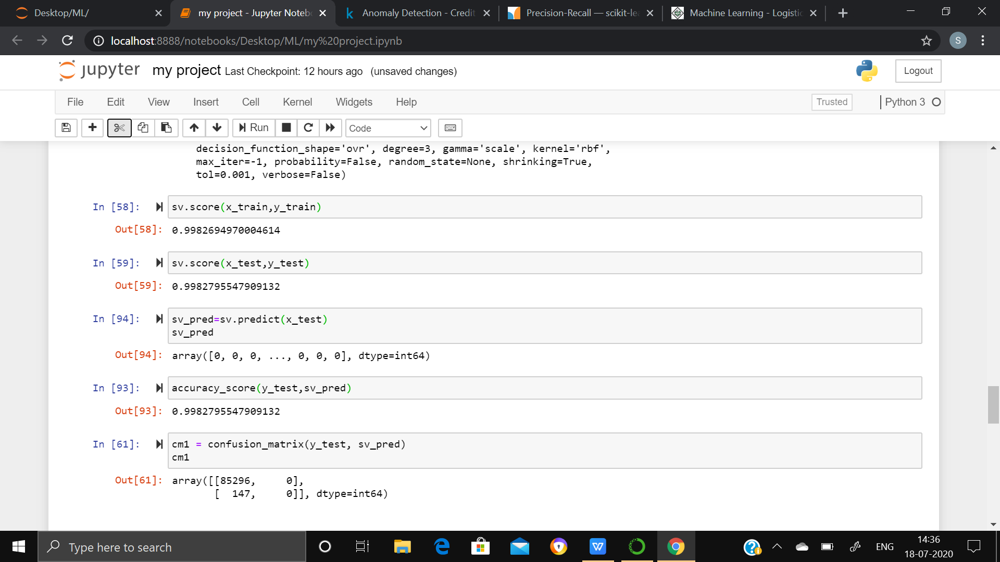 Desktop/ML/
my project - Jupyter Notebo
Anomaly Detection - Credit
Precision-Recall — scikit-lea
Machine Learning - Logistic
localhost:8888/notebooks/Desktop/ML/my%20project.ipynb
S
jupyter my project Last Checkpoint: 12 hours ago (unsaved changes)
Logout
File Edit View Insert Cell Kernel Widgets Help
Trusted
Python 3
Run
Code
decision_function_shape='ovr', degree=3, gamma='scale', kernel='rbf',
max_iter=-1, probability=False, random_state=None, shrinking=True,
tol=0.001, verbose=False)
In [58]: sv.score(x_train,y_train)
Out[58]: 0.9982694970004614
In [59]: sv.score(x_test,y_test)
Out[59]: 0.9982795547909132
In [94]: sv_pred=sv.predict(x_test)
sv_pred
Out[94]: array([0, 0, 0, ..., 0, 0, 0], dtype=int64)
In [93]: accuracy_score(y_test,sv_pred)
Out[93]: 0.9982795547909132
In [61]: cm1 = confusion_matrix(y_test, sv_pred)
cm1
Out[61]: array([[85296, 0],
[ 147, 0]], dtype=int64)
Type here to search
ENG
14:36
18-07-2020